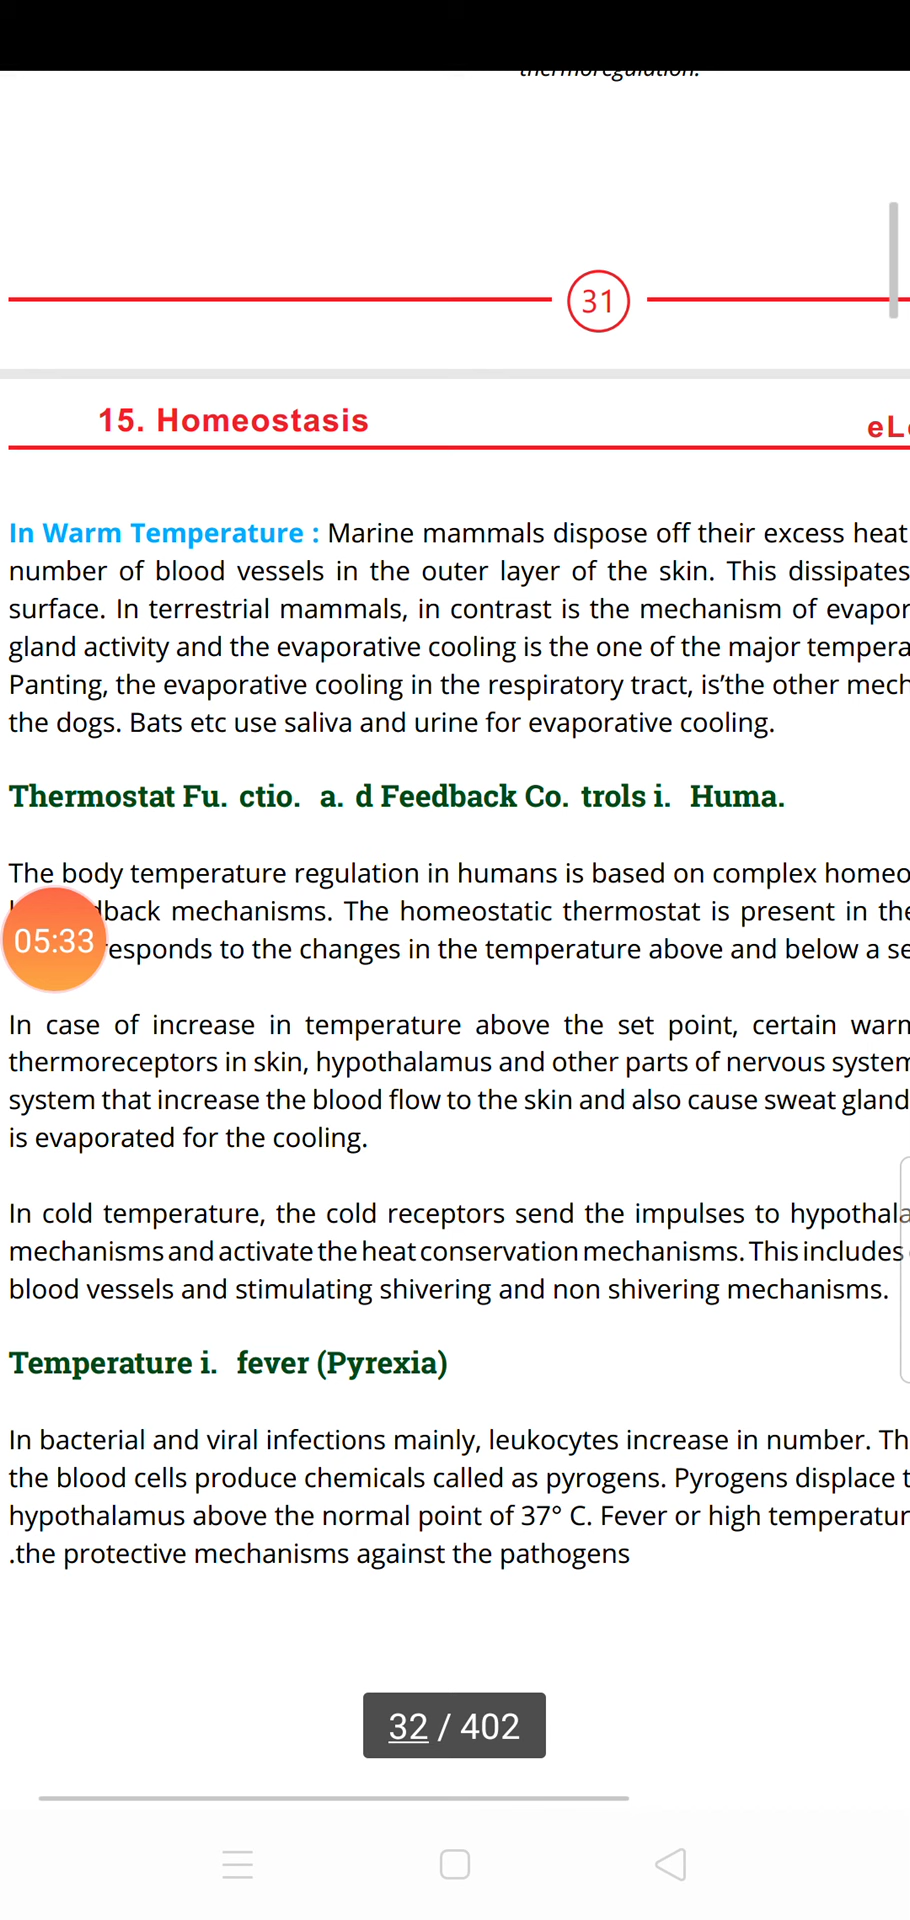 thermoregulation.
31
15. Homeostasis
In Warm Temperature : Marine mammals dispose off their excess heat
number of blood vessels in the outer layer of the skin. This dissipates
surface. In terrestrial mammals, in contrast is the mechanism of evapor
gland activity and the evaporative cooling is the one of the major tempera
Panting, the evaporative cooling in the respiratory tract, is’the other mech
the dogs. Bats etc use saliva and urine for evaporative cooling.
Thermostat Fu. ctio. a. d Feedback Co. trols i. Huma.
The body temperature regulation in humans is based on complex homeo
dback mechanisms. The homeostatic thermostat is present in the
05:33 esponds to the changes in the temperature above and below a se
In case of increase in temperature above the set point, certain warm
thermoreceptors in skin, hypothalamus and other parts of nervous system
system that increase the blood flow to the skin and also cause sweat gland
is evaporated for the cooling.
In cold temperature, the cold receptors send the impulses to hypothala
mechanisms and activate the heat conservation mechanisms. This includes
blood vessels and stimulating shivering and non shivering mechanisms.
Temperature i. fever (Pyrexia)
In bacterial and viral infections mainly, leukocytes increase in number. Th
the blood cells produce chemicals called as pyrogens. Pyrogens displace t
hypothalamus above the normal point of 37° C. Fever or high temperatur
.the protective mechanisms against the pathogens
32 / 402